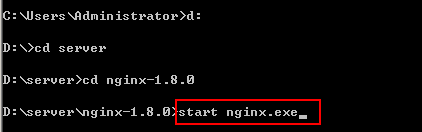 C:\Users\Administrator>d:
D:\>cd server
D:\server>cd nginx-1.8.0
D:\server\nginx-1.8.0>start nginx.exe_